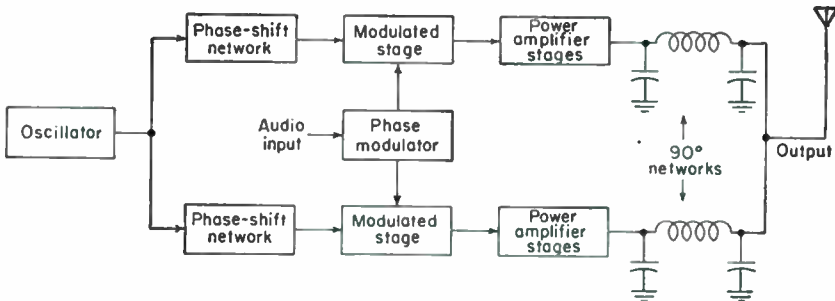 Phase-shift
network
Modulated
stage
Power
amplifier
stages
Oscillator
Audio
input
Phase
modulator
90°
networks
Output
Phase-shift
network
Modulated
stage
Power
amplifier
stages